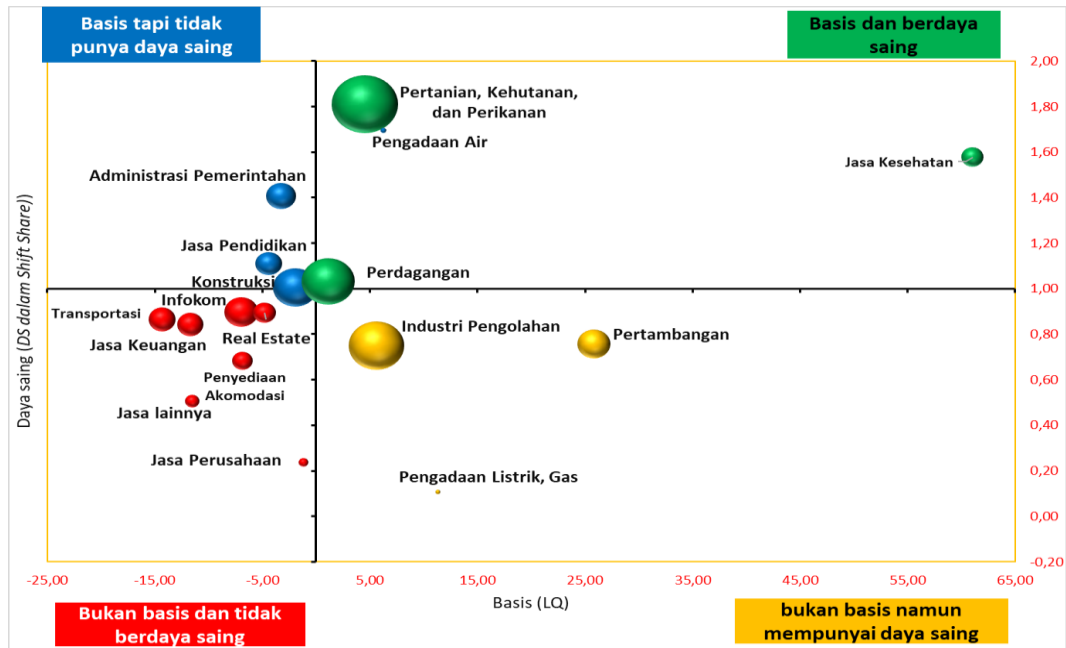 Basis tapi tidak
punya daya saing
Basis dan berdaya
saing
2,00
1,80
1,60
1,40
1,20
1,00
0,80
0,60
0,40
0,20
0,00
-0,20
Daya saing (DS dalam Shift Share))
Pertanian, Kehutanan,
dan Perikanan
Pengadaan Air
Jasa Kesehatan
Administrasi Pemerintahan
Jasa Pendidikan
Konstruksi
Perdagangan
Infokom
Transportasi
Jasa Keuangan
Real Estate
Industri Pengolahan
Pertambangan
Penyediaan
Akomodasi
Jasa lainnya
Jasa Perusahaan
Pengadaan Listrik, Gas
-25,00
-15,00
-5,00
5,00
15,00
25,00
35,00
45,00
55,00
65,00
Basis (LQ)
Bukan basis dan tidak
berdaya saing
bukan basis namun
mempunyai daya saing